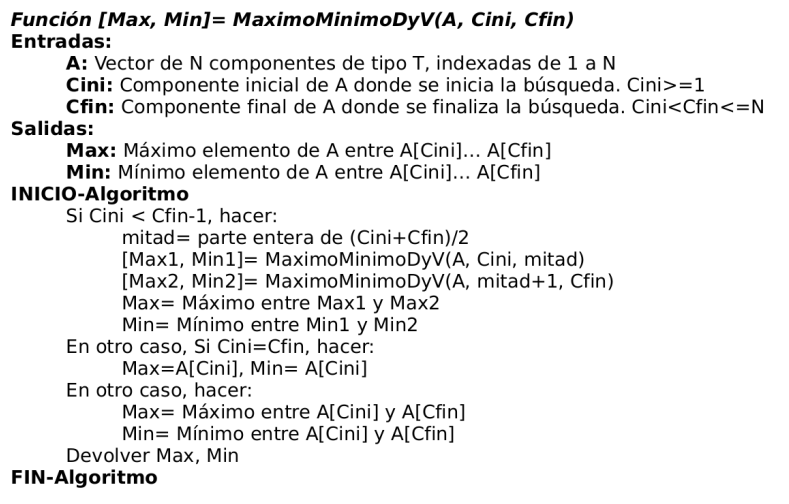 Función [Max, Min]= MaximoMinimoDyV(A, Cini, Cfin)
Entradas:
A: Vector de N componentes de tipo T, indexadas de 1 a N
Cini: Componente inicial de A donde se inicia la búsqueda. Cini>=1
Cfin: Componente final de A donde se finaliza la búsqueda. Cini<Cfin<=N
Salidas:
Max: Máximo elemento de A entre A[Cini]... A[Cfin]
Min: Mínimo elemento de A entre A[Cini]... A[Cfin]
INICIO-Algoritmo
Si Cini < Cfin-1, hacer:
mitad= parte entera de (Cini+Cfin)/2
[Max1, Min1]= MaximoMinimoDyV(A, Cini, mitad)
[Max2, Min2]= MaximoMinimoDyV(A, mitad+1, Cfin)
Max= Máximo entre Max1 y Max2
Min= Mínimo entre Min1 y Min2
En otro caso, Si Cini=Cfin, hacer:
Max=A[Cini], Min= A[Cini]
En otro caso, hacer:
Max= Máximo entre A[Cini] y A[Cfin]
Min= Mínimo entre A[Cini] y A[Cfin]
Devolver Max, Min
FIN-Algoritmo